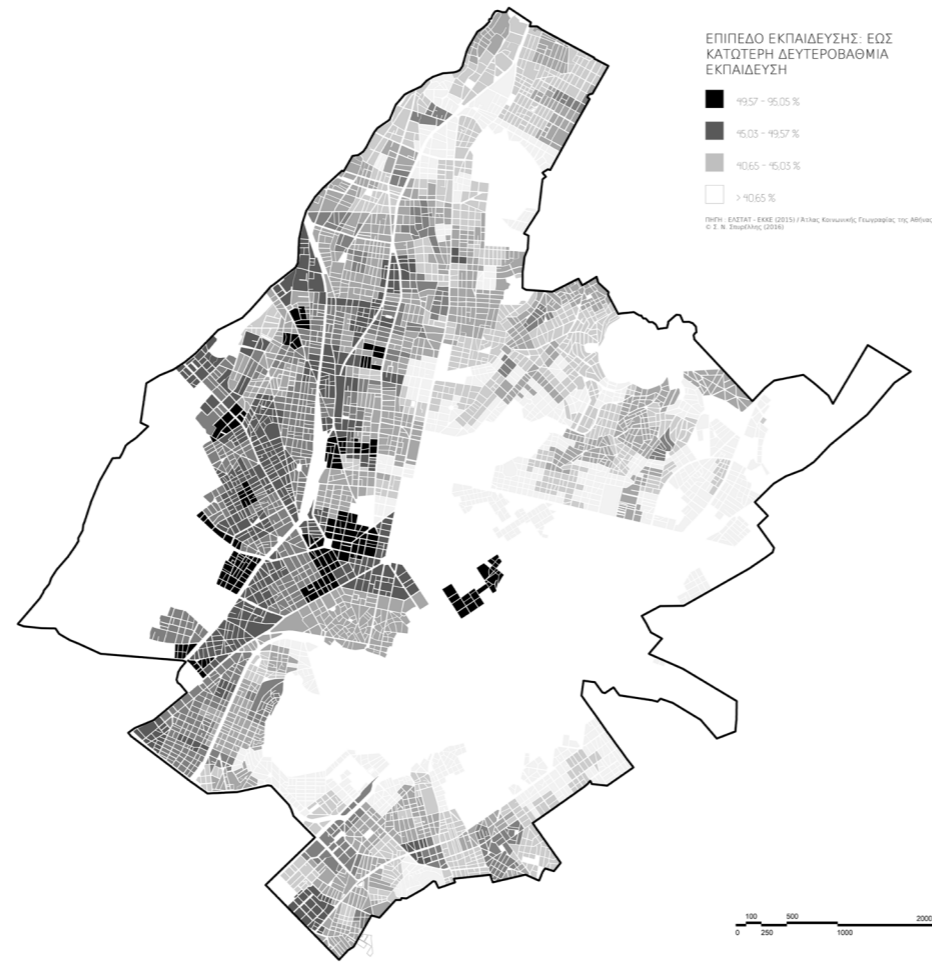 ΕΠΙΠΕΔΟ ΕΚΠΑΙΔΕΥΣΗΣ: ΕΩΣ
ΚΑΤΩΤΕΡΗ ΔΕΥΤΕΡΟΒΑΘΜΙΑ
ΕΚΠΑΙΔΕΥΣΗ
49.57 - 95.05 %
45.03 - 49.57 %
40.65 - 45.03 %
> 40.65 %
ΠΗΓΗ : ΕΛΣΤΑΤ - ΕΚΚΕ (2015) / Άτλας Κοινωνικής Γεωγραφίας της Αθήνας
© Σ. Ν. (2016)
100 500 2000
0 250 1000